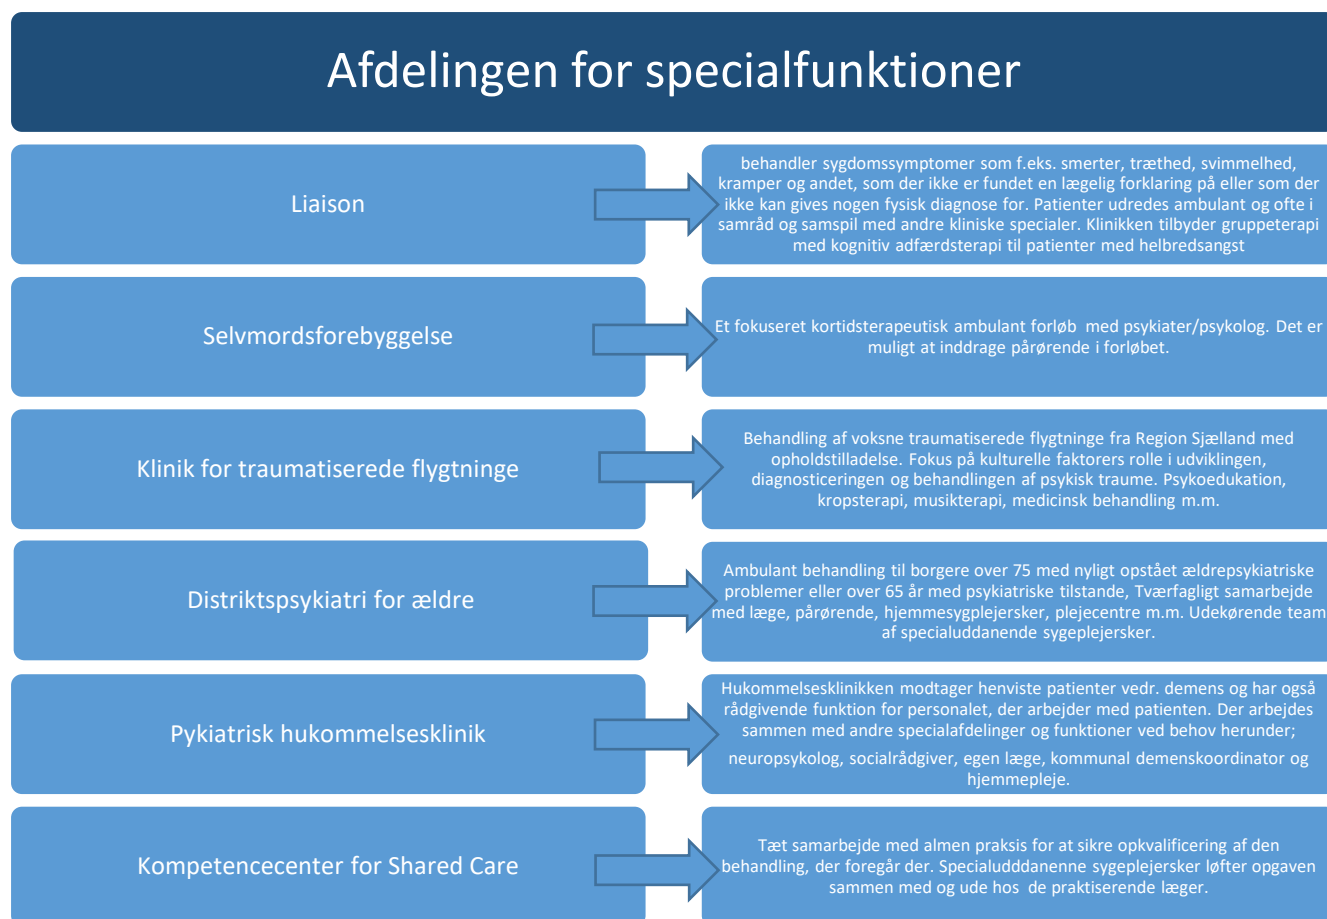 Afdelingen for specialfunktioner
Liaison
behandler sygdomssymptomer som f.eks. smerter, træthed, svimmelhed,
kramper og andet, som der ikke er fundet en lægelig forklaring på eller som der
ikke kan gives nogen fysisk diagnose for. Patienter udredes ambulant og ofte i
samråd og samspil med andre kliniske specialer. Klinikken tilbyder gruppeterapi
med kognitiv adfærdsterapi til patienter med helbredsangst
Selvmordsforebyggelse
Et fokuseret kortidsterapeutisk ambulant forløb med psykiater/psykolog. Det er
muligt at inddrage pårørende i forløbet.
Klinik for traumatiserede flygtninge
Behandling af voksne traumatiserede flygtninge fra Region Sjælland med
opholdstilladelse. Fokus på kulturelle faktorers rolle i udviklingen,
diagnosticeringen og behandlingen af psykisk traume. Psykoedukation,
kropsterapi, musikterapi, medicinsk behandling m.m.
Distriktspsykiatri for ældre
Ambulant behandling til borgere over 75 med nyligt opstået ældrepsykiatriske
problemer eller over 65 år med psykiatriske tilstande, Tværfagligt samarbejde
med læge, pårørende, hjemmesygplejersker, plejecentre m.m. Udekørende team
af specialuddanende sygeplejersker.
Pykiatrisk hukommelsesklinik
Hukommelsesklinikken modtager henviste patienter vedr. demens og har også
rådgivende funktion for personalet, der arbejder med patienten. Der arbejdes
sammen med andre specialafdelinger og funktioner ved behov herunder;
neuropsykolog, socialrådgiver, egen læge, kommunal demenskoordinator og
hjemmepleje.
Kompetencecenter for Shared Care
Tæt samarbejde med almen praksis for at sikre opkvalificering af den
behandling, der foregår der. Specialudddanenne sygeplejersker løfter opgaven
sammen med og ude hos de praktiserende læger.